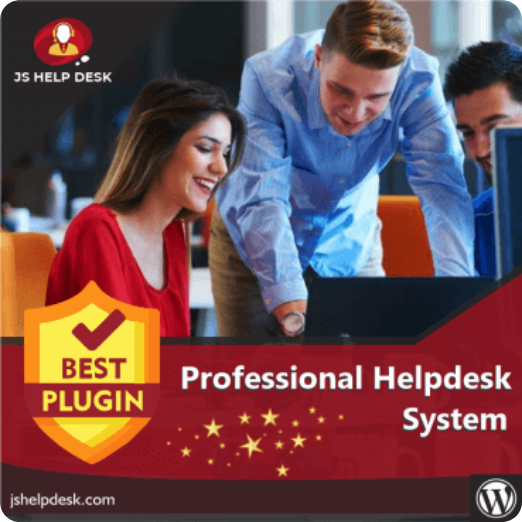 JS HELP DESK
BEST
PLUGIN
Professional Helpdesk
System
jshelpdesk.com